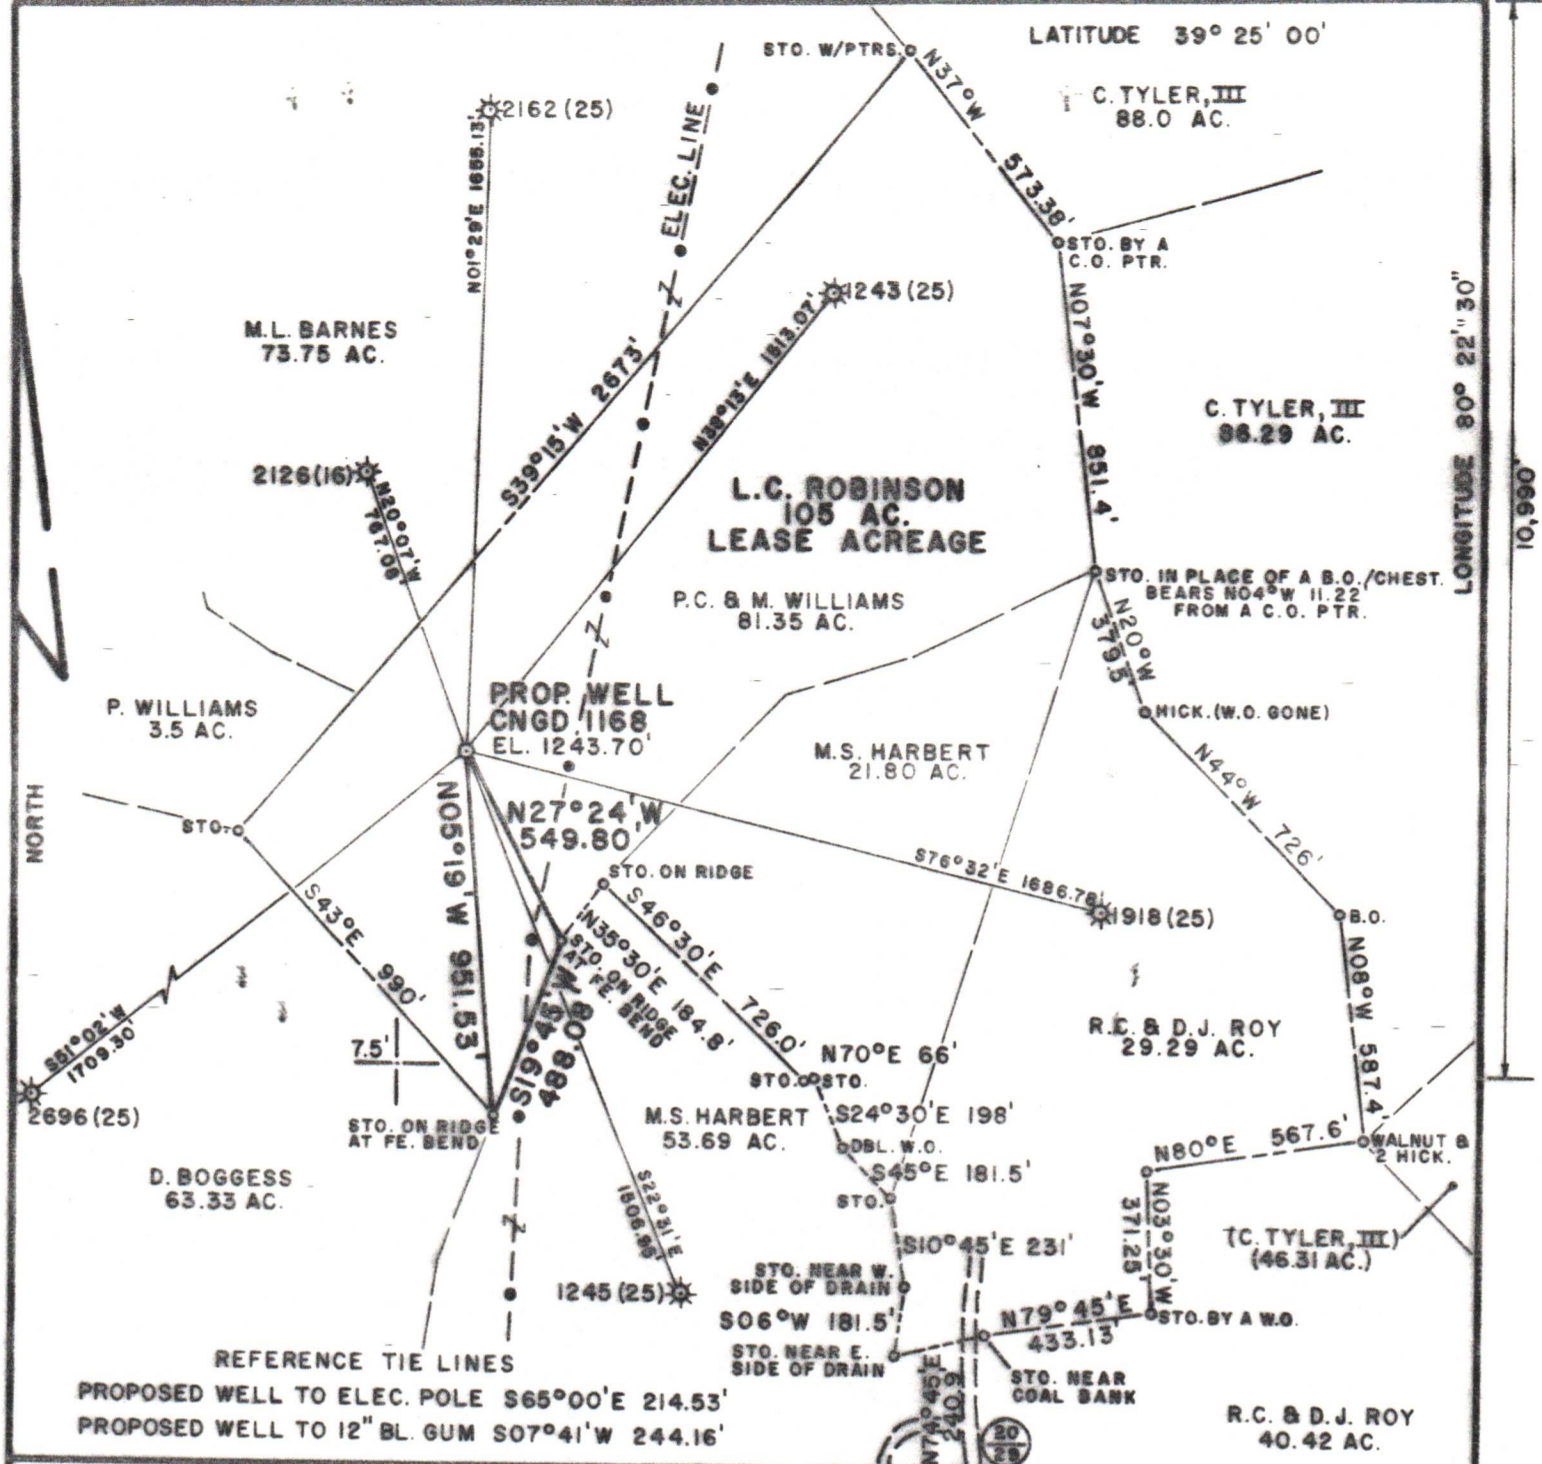 LATITUDE 39° 25' 00"
STO. W/PTRS.
N37°W
573.38'
C. TYLER, III
88.0 AC.
2162 (25)
N01°29'E 1655.13'
ELEC. LINE
STO. BY A
C.O. PTR.
1243 (25)
N39°13'E 1513.07'
M.L. BARNES
73.75 AC.
S39°15'W 2673'
N07°30'W 851.4'
LONGITUDE 80° 22' 30"
10,990'
C. TYLER, III
86.29 AC.
2126 (16)
N20°07'W
767.08'
L.C. ROBINSON
105 AC.
LEASE ACREAGE
STO. IN PLACE OF A B.O./CHEST.
BEARS N04°W 11.22'
FROM A C.O. PTR.
P.C. & M. WILLIAMS
81.35 AC.
N20°W
379.5'
P. WILLIAMS
3.5 AC.
PROP. WELL
CNGD 1168
EL. 1243.70'
HICK. (W.O. GONE)
M.S. HARBERT
21.80 AC.
N44°W 726'
NORTH
STO.
N05°19'W 951.53'
N27°24'W
549.80'
S76°32'E 1686.78'
STO. ON RIDGE
1918 (25)
B.O.
S43°E 990'
S46°30'E 726.0'
N35°30'E 184.8'
STO. ON RIDGE
AT FE. BEND
N08°W 587.4'
S51°02'W
1709.30'
2696 (25)
7.5'
S19°45'W
488.08'
R.C. & D.J. ROY
29.29 AC.
N70°E 66'
STO.
STO.
STO. ON RIDGE
AT FE. BEND
M.S. HARBERT
53.69 AC.
S24°30'E 198'
DBL. W.O.
N80°E 567.6'
WALNUT &
2 HICK.
D. BOGGESS
63.33 AC.
S45°E 181.5'
STO.
N03°30'W
371.25'
S22°31'E
1506.95'
S10°45'E 231'
(C. TYLER, III)
(46.31 AC.)
1245 (25)
STO. NEAR W.
SIDE OF DRAIN
S06°W 181.5'
N79°45'E
433.13'
STO. BY A W.O.
STO. NEAR E.
SIDE OF DRAIN
STO. NEAR
COAL BANK
N74°45'E
240.9'
20
29
REFERENCE TIE LINES
PROPOSED WELL TO ELEC. POLE S65°00'E 214.53'
PROPOSED WELL TO 12" BL. GUM S07°41'W 244.16'
R.C. & D.J. ROY
40.42 AC.